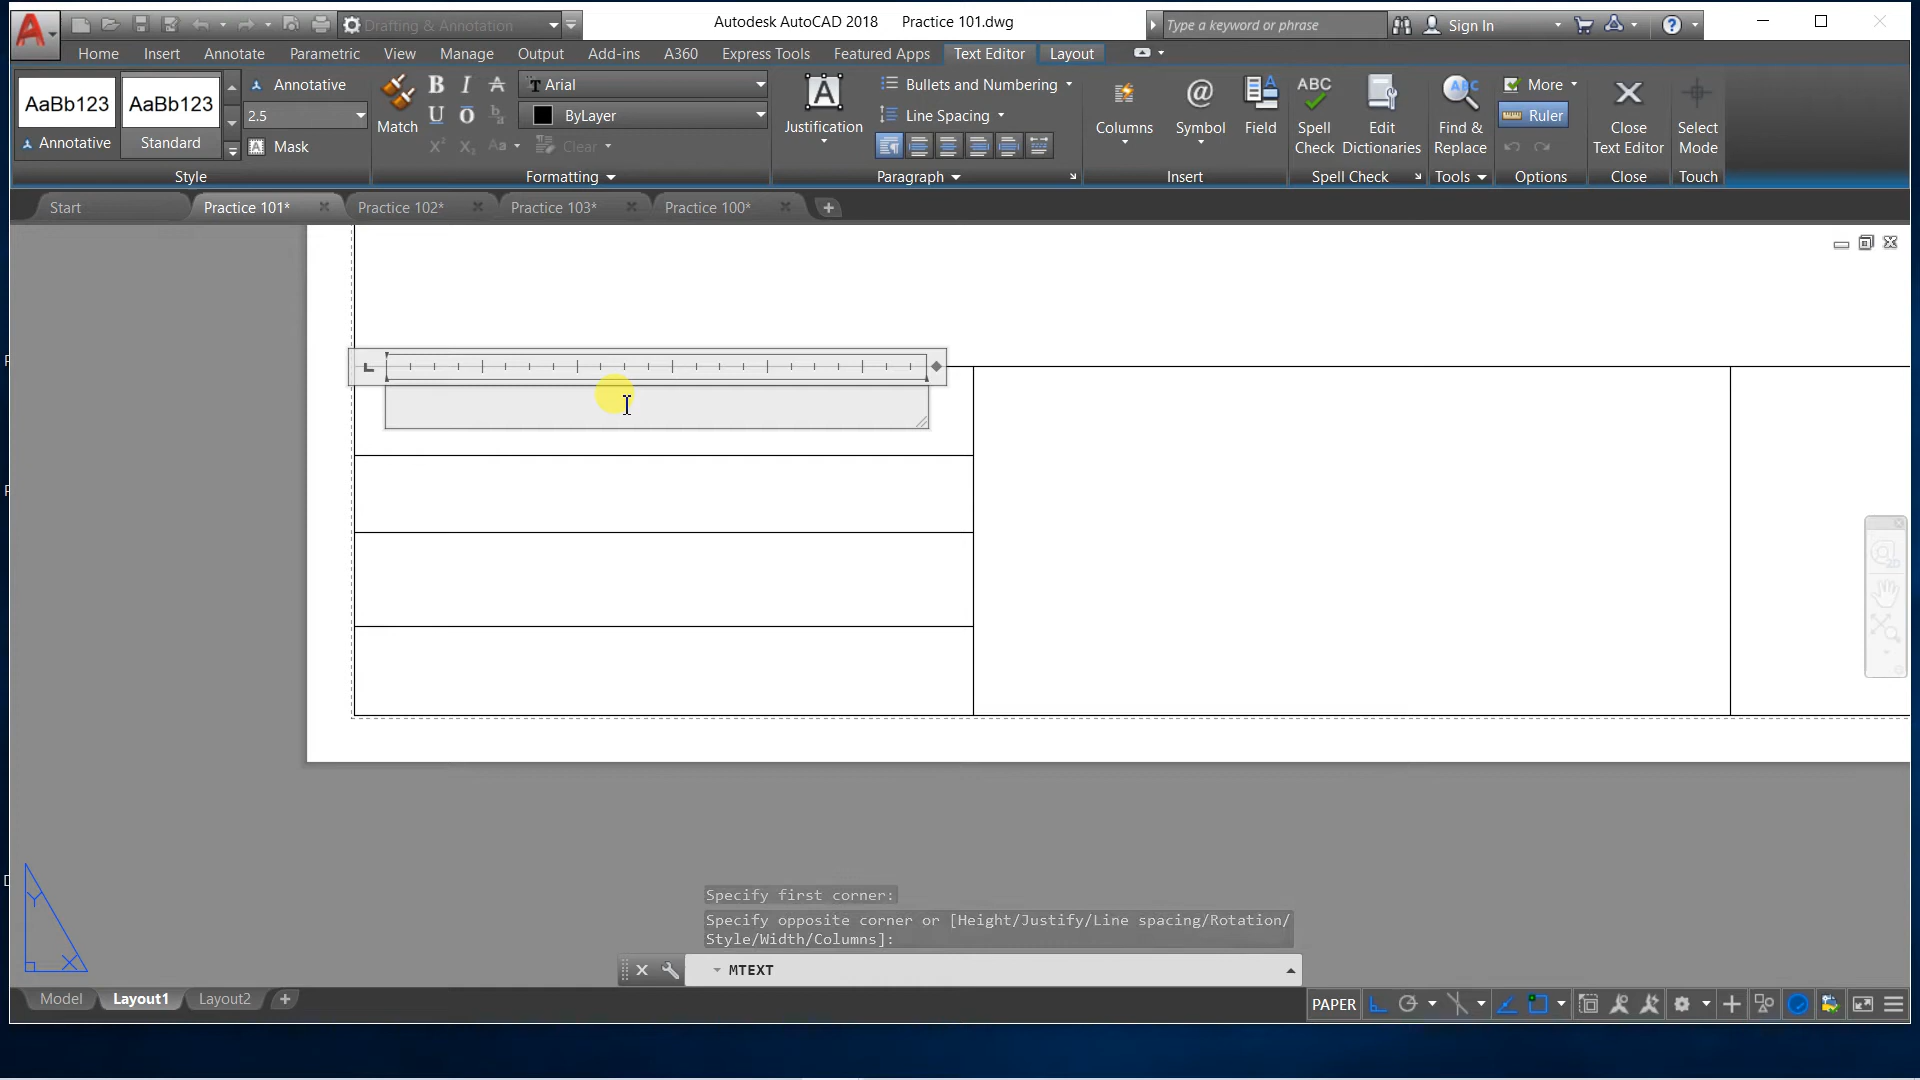 Drafting & Annotation
Autodesk AutoCAD 2018 Practice 101.dwg
Type a keyword or phrase
Sign In
Home Insert Annotate Parametric View Manage Output Add-ins A360 Express Tools Featured Apps Text Editor Layout
AaBb123 AaBb123
Annotative Standard
Annotative
2.5
Mask
Style
Match
B I A
U O
Arial
ByLayer
Aa
Clear
Formatting
Justification
Bullets and Numbering
Line Spacing
Paragraph
Columns
Symbol
Field
Insert
ABC
Spell Check
Edit Dictionaries
Spell Check
Find & Replace
Tools
More
Ruler
Options
Close Text Editor
Close
Select Mode
Touch
Start Practice 101* Practice 102* Practice 103* Practice 100*
2D
Y
X
Specify first corner:
Specify opposite corner or [Height/Justify/Line spacing/Rotation/
Style/Width/Columns]:
MTEXT
Model Layout1 Layout2
PAPER